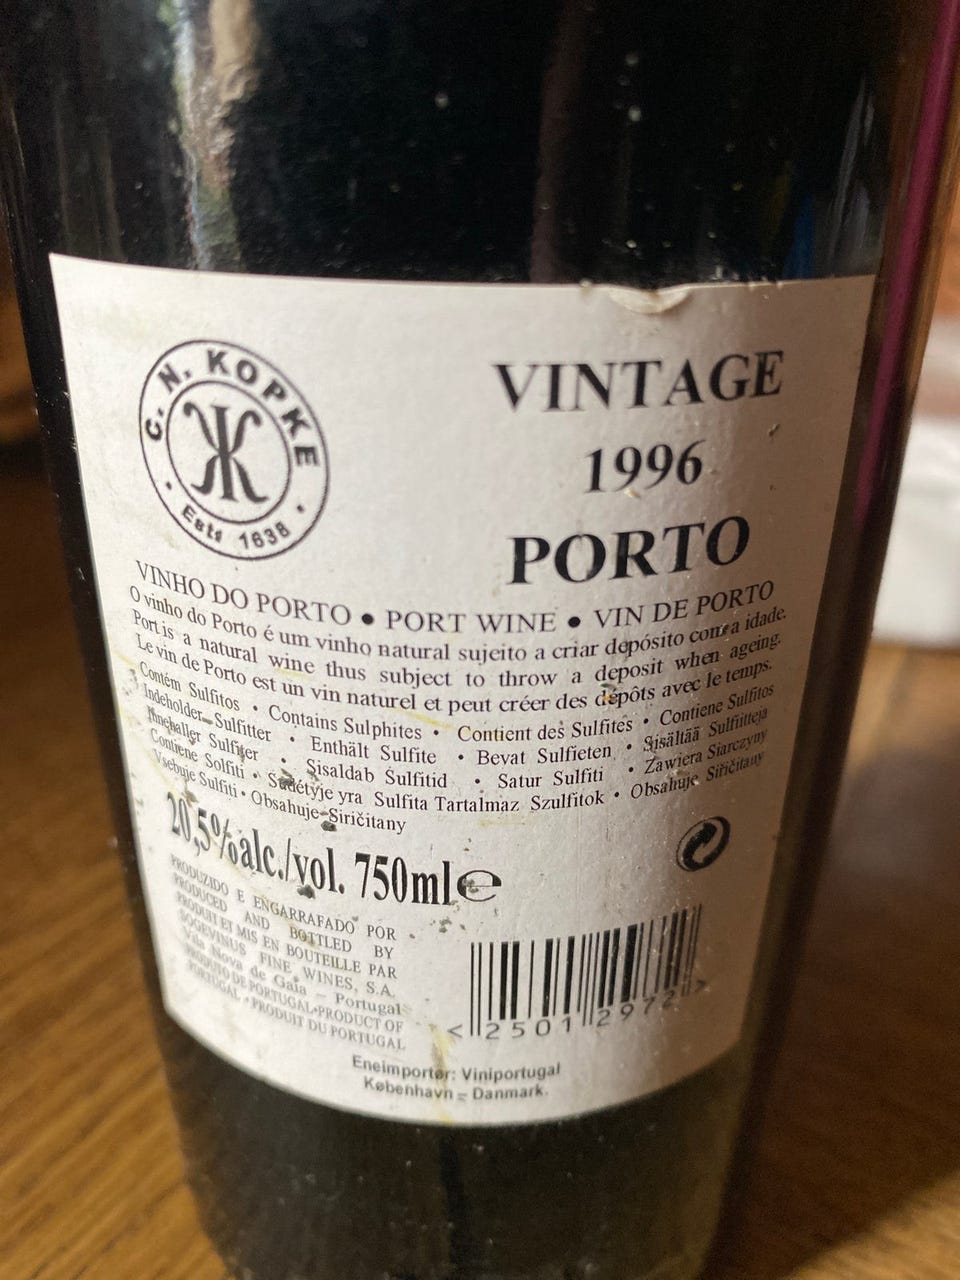 C. N. KOPKE
Estd 1638
VINTAGE
1996
PORTO
VINHO DO PORTO • PORT WINE • VIN DE PORTO
O vinho do Porto é um vinho natural sujeito a criar depósito com a idade.
Port is a natural wine thus subject to throw a deposit when ageing.
Le vin de Porto est un vin naturel et peut créer des dépôts avec le temps.
Contêm Sulfitos • Contains Sulphites • Contient des Sulfites • Contiene Sulfitos
Indeholder Sulfitter • Enthält Sulfite • Bevat Sulfieten • Sisältää Sulfiitteja
Innehaller Sulfiter • Sisaldab Sulfitid • Satur Sulfiti • Zawiera Siarczyny
Contiene Solfiti • yra Sulfita Tartalmaz Szulfitok • Obsahuje Siřičitany
Vsebuje Sulfiti • Obsahuje Siričitany
20,5%alc./vol. 750ml e
PRODUZIDO E ENGARRAFADO POR
PRODUCED AND BOTTLED BY
PRODUIT ET MIS EN BOUTEILLE PAR
SOGEVINUS FINE WINES, S.A.
Vila Nova de Gaia – Portugal
PRODUTO DE PORTUGAL•PRODUCT OF
PORTUGAL • PRODUIT DU PORTUGAL
< 2501 2972 >
Eneimportør: Viniportugal
København – Danmark.